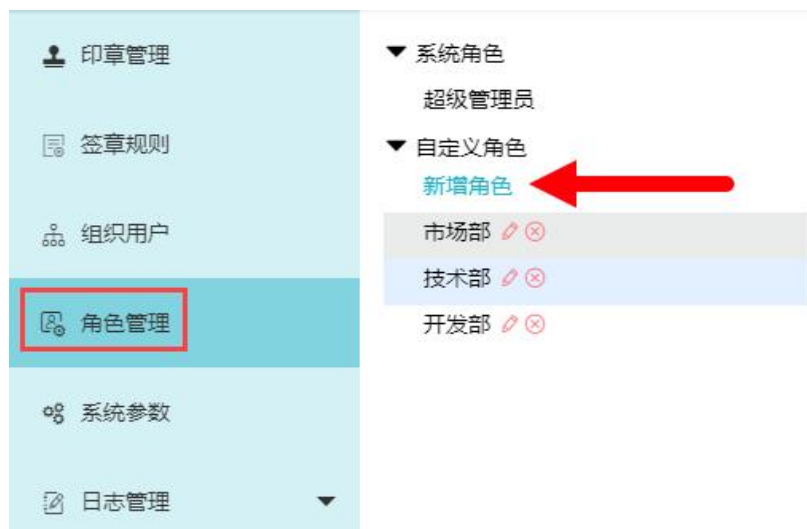 印章管理
签章规则
组织用户
角色管理
系统参数
日志管理
系统角色
超级管理员
自定义角色
新增角色
市场部
技术部
开发部